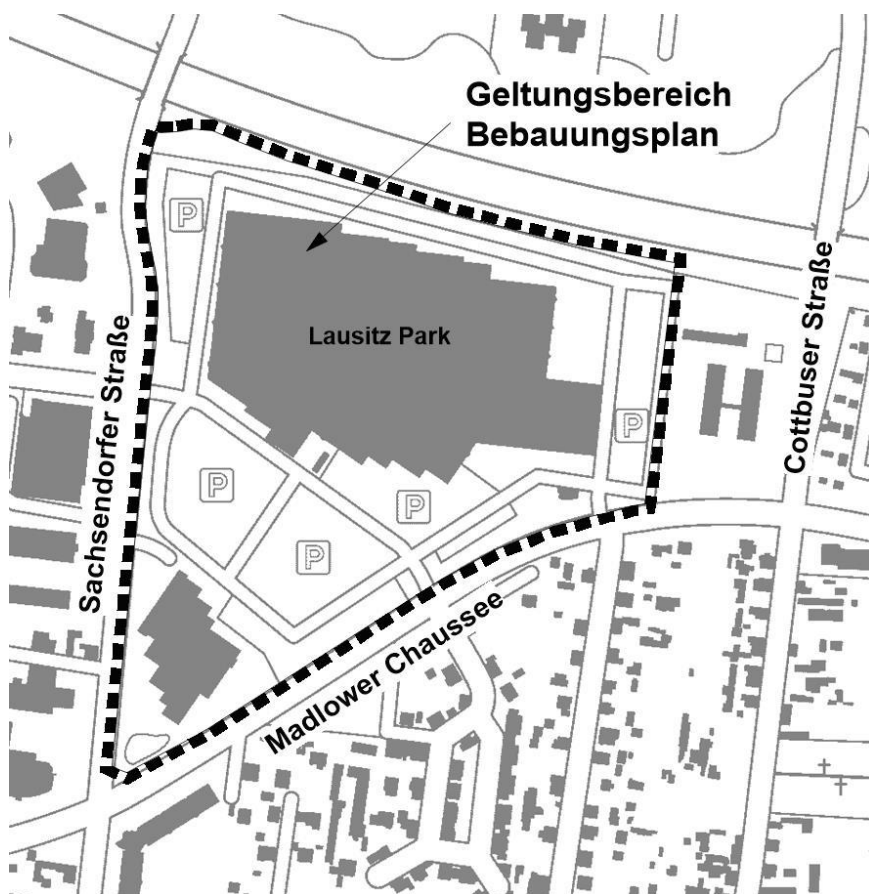 Geltungsbereich
Bebauungsplan
P
Lausitz Park
Sachsendorfer Straße
Cottbuser Straße
P
P
P
P
Madlower Chaussee